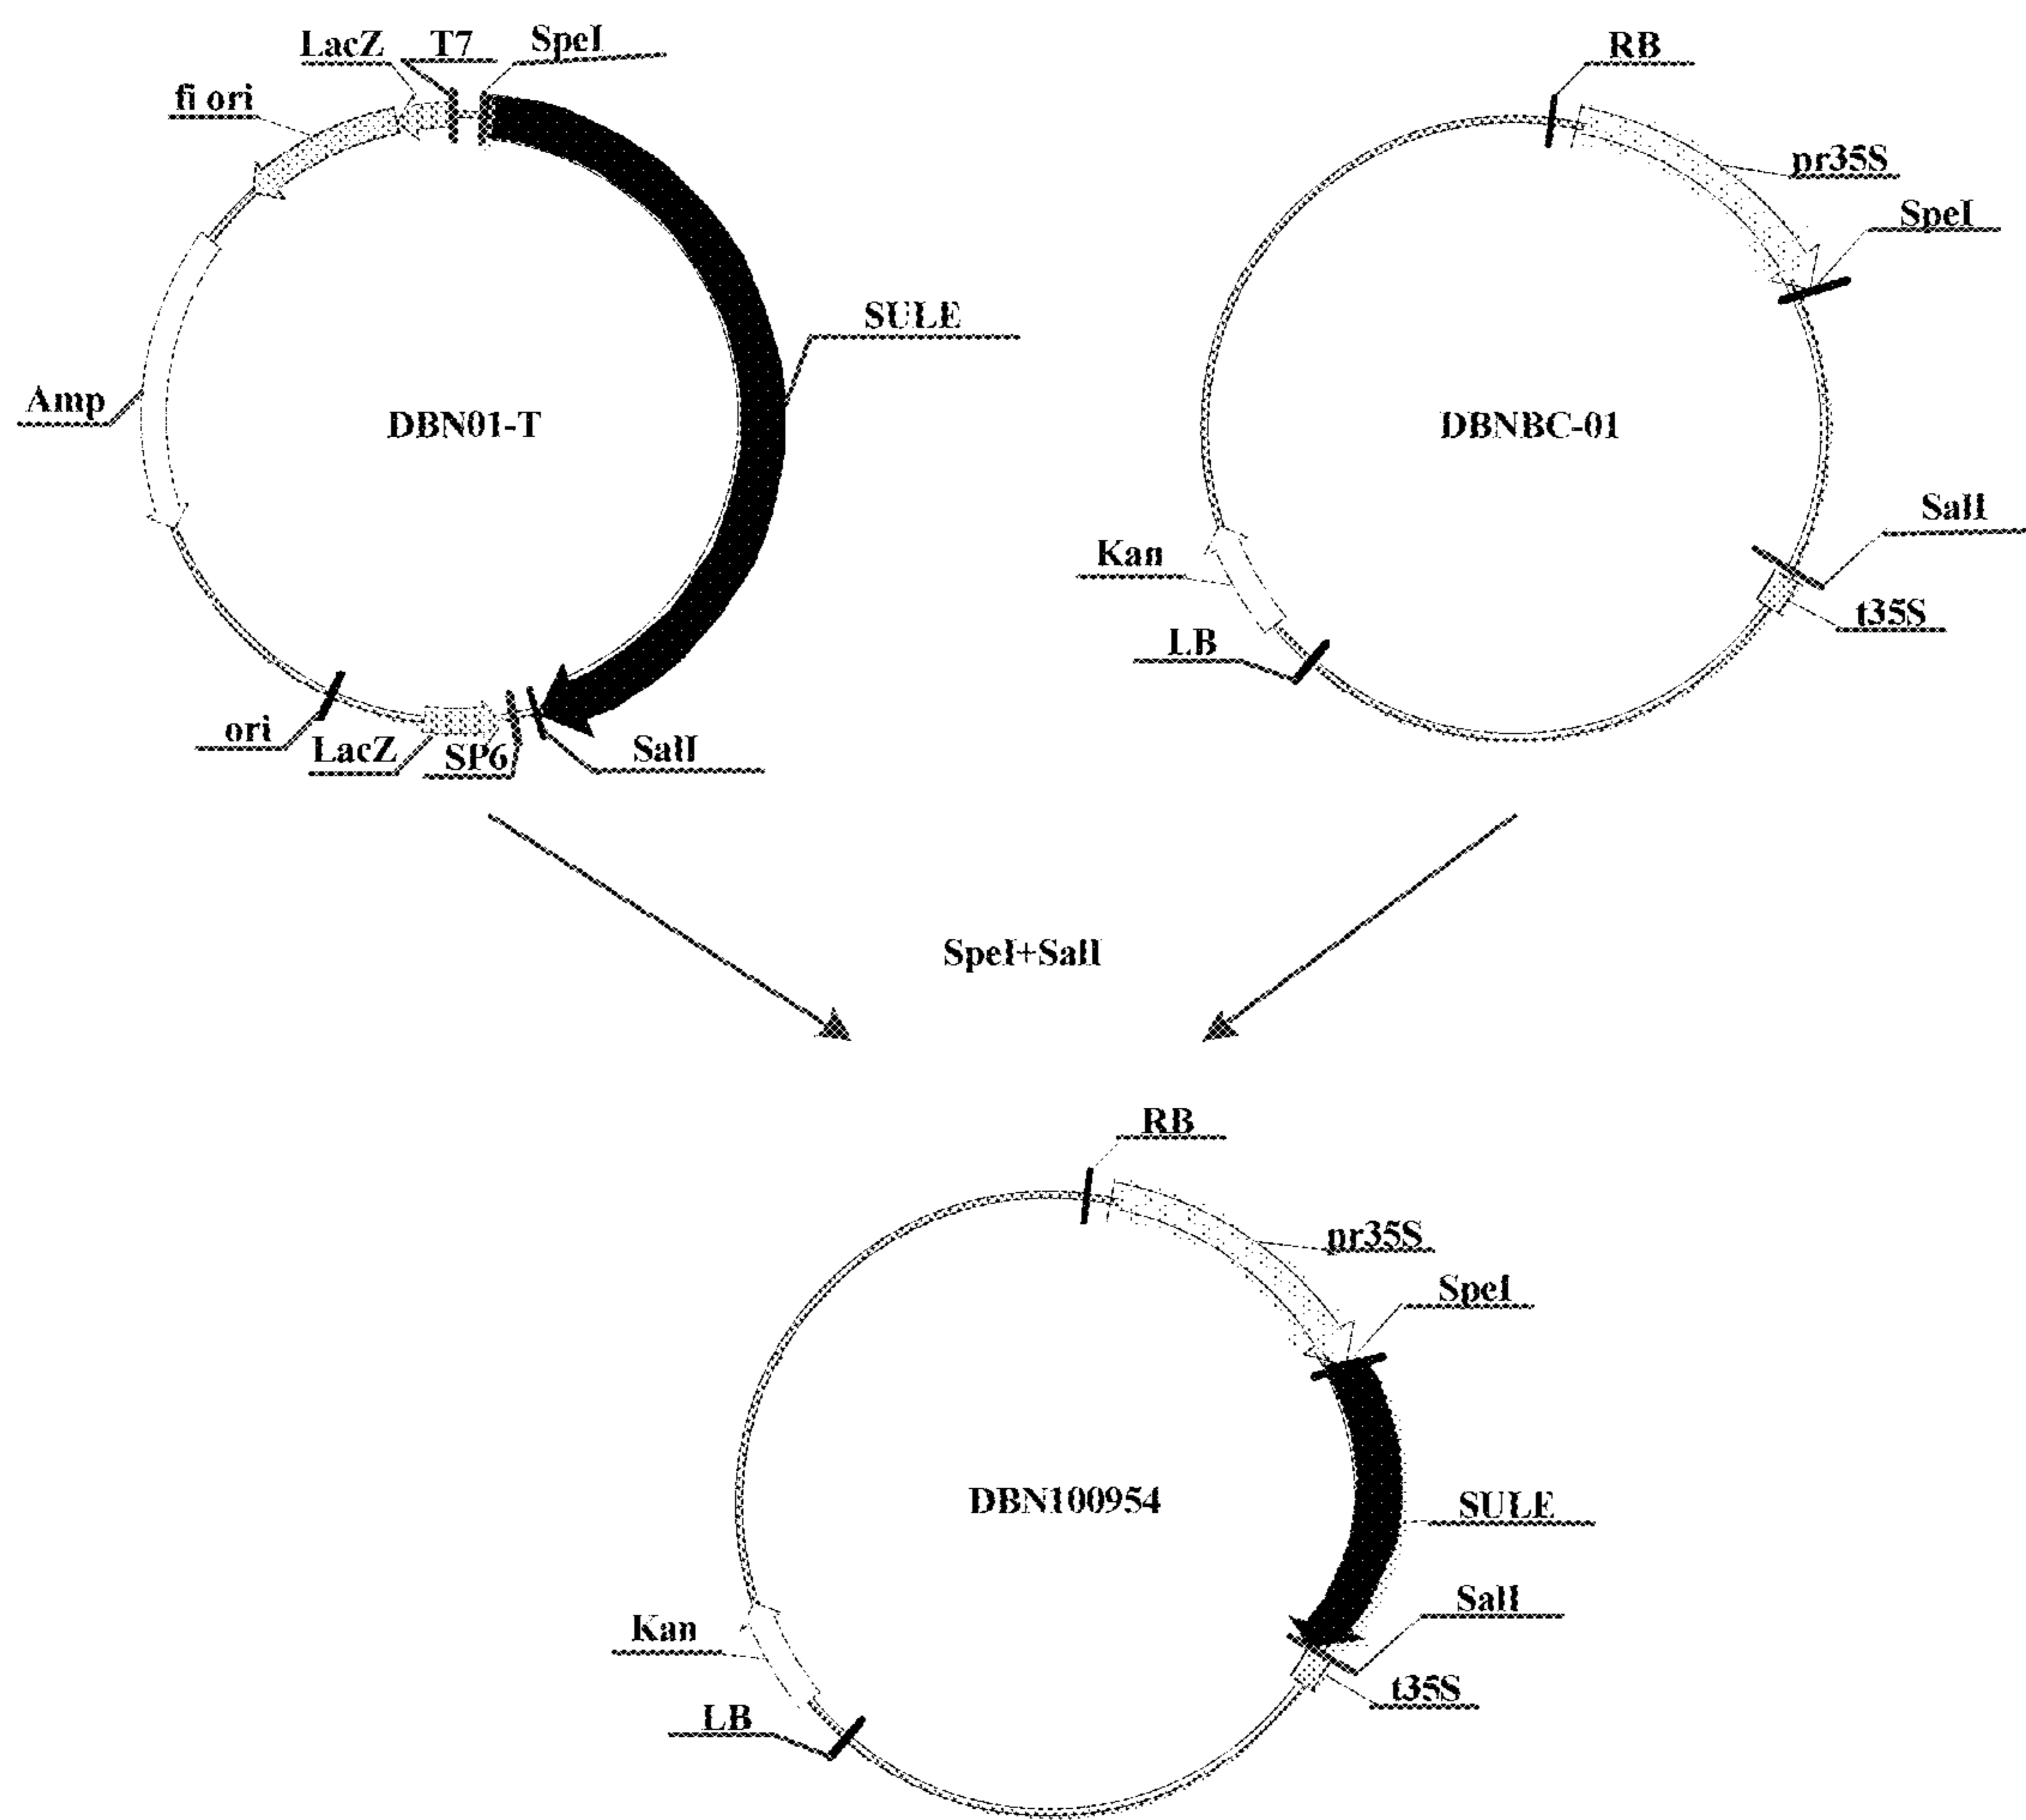 LacZ
T7
SpeI
fi ori
SULE
Amp
DBN01-T
ori
LacZ
SP6
SalI
RB
pr35S
SpeI
DBNBC-01
SalI
Kan
t35S
LB
SpeI+SalI
RB
pr35S
SpeI
DBN100954
SULE
SalI
Kan
t35S
LB